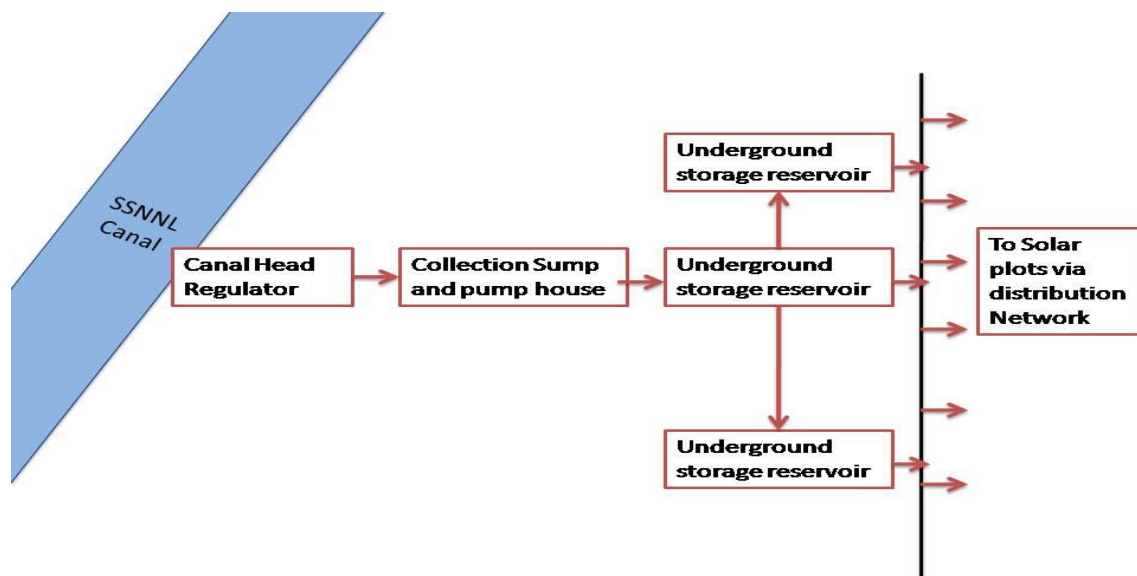 SSNNL
Canal
Canal Head
Regulator
Collection Sump
and pump house
Underground
storage reservoir
Underground
storage reservoir
Underground
storage reservoir
To Solar
plots via
distribution
Network